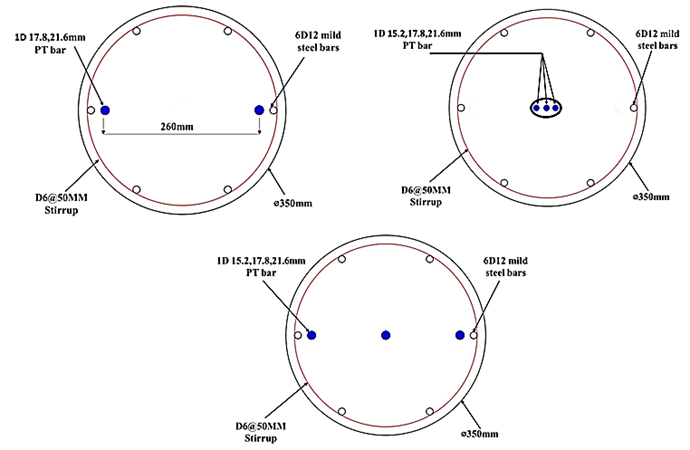 1D 17.8,21.6mm
PT bar
6D12 mild
steel bars
260mm
D6@50MM
Stirrup
ø350mm
1D 15.2,17.8,21.6mm
PT bar
6D12 mild
steel bars
D6@50MM
Stirrup
ø350mm
1D 15.2,17.8,21.6mm
PT bar
6D12 mild
steel bars
D6@50MM
Stirrup
ø350mm